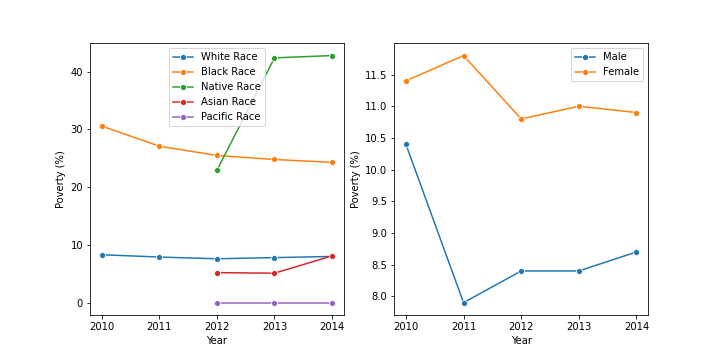 White Race
Black Race
Native Race
Asian Race
Pacific Race
40
30
20
10
0
Poverty (%)
2010 2011 2012 2013 2014
Year
Male
Female
11.5
11.0
10.5
10.0
9.5
9.0
8.5
8.0
Poverty (%)
2010 2011 2012 2013 2014
Year